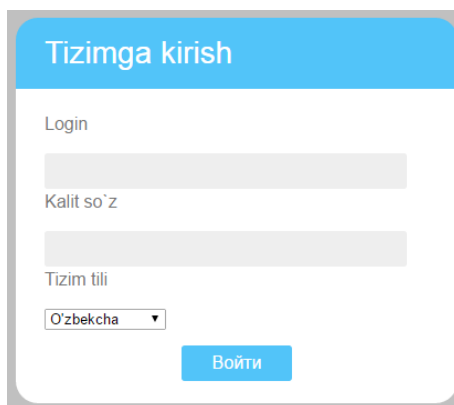 Tizimga kirish
Login
Kalit so`z
Tizim tili
O'zbekcha
Войти